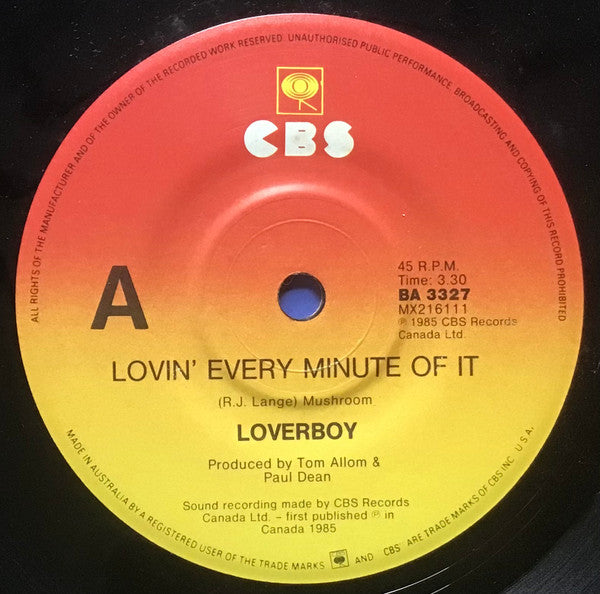 ALL RIGHTS OF THE MANUFACTURER AND OF THE OWNER OF THE RECORDED WORK RESERVED. UNAUTHORISED PUBLIC PERFORMANCE, BROADCASTING AND COPYING OF THIS RECORD PROHIBITED
CBS
A
45 R.P.M.
Time: 3.30
BA 3327
MX216111
℗ 1985 CBS Records
Canada Ltd.
LOVIN' EVERY MINUTE OF IT
(R.J. Lange) Mushroom
LOVERBOY
Produced by Tom Allom &
Paul Dean
Sound recording made by CBS Records
Canada Ltd. – first published ℗ in
Canada 1985
MADE IN AUSTRALIA BY A REGISTERED USER OF THE TRADE MARKS AND CBS ARE TRADE MARKS OF CBS INC. U.S.A.